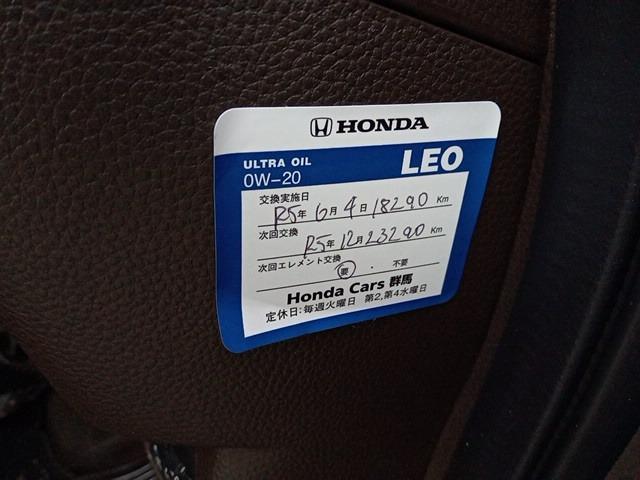 HONDA
ULTRA OIL LEO
0W-20
交換実施日
R5年 6月 4日 18290 Km
次回交換
R5年 12月 23290 Km
次回エレメント交換
要 ・ 不要
Honda Cars 群馬
定休日:毎週火曜日 第2,第4水曜日